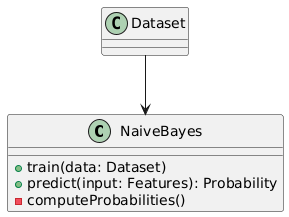 C Dataset
C NaiveBayes
train(data: Dataset)
predict(input: Features): Probability
computeProbabilities()